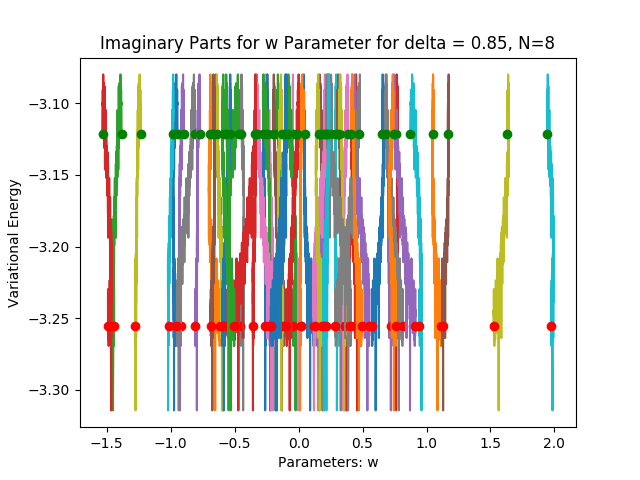 Imaginary Parts for w Parameter for delta = 0.85, N=8
Variational Energy
−3.10
−3.15
−3.20
−3.25
−3.30
−1.5 −1.0 −0.5 0.0 0.5 1.0 1.5 2.0
Parameters: w